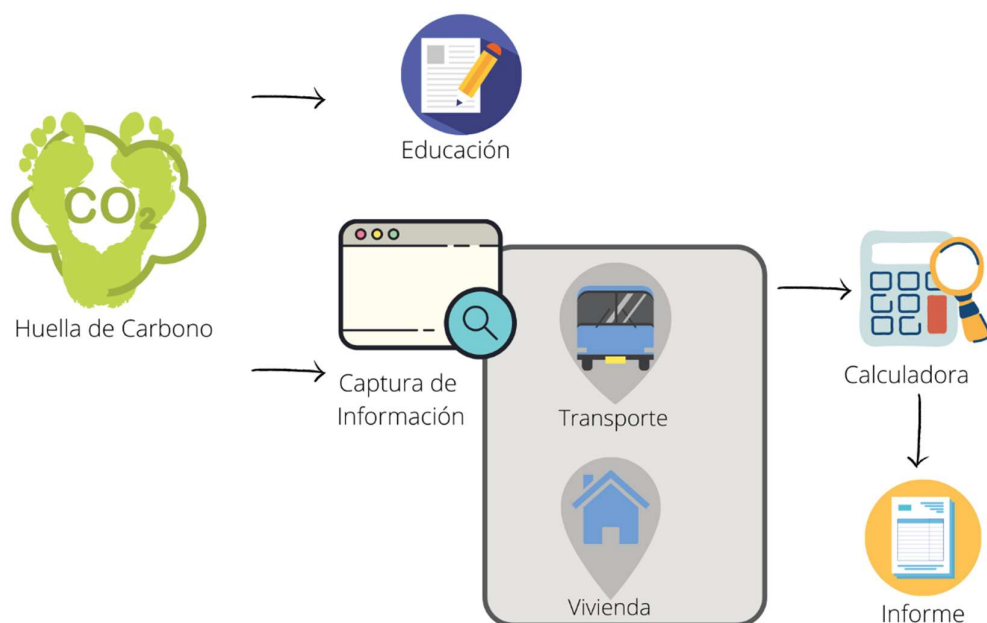 CO₂
Huella de Carbono
Educación
Captura de
Información
Transporte
Vivienda
Calculadora
Informe